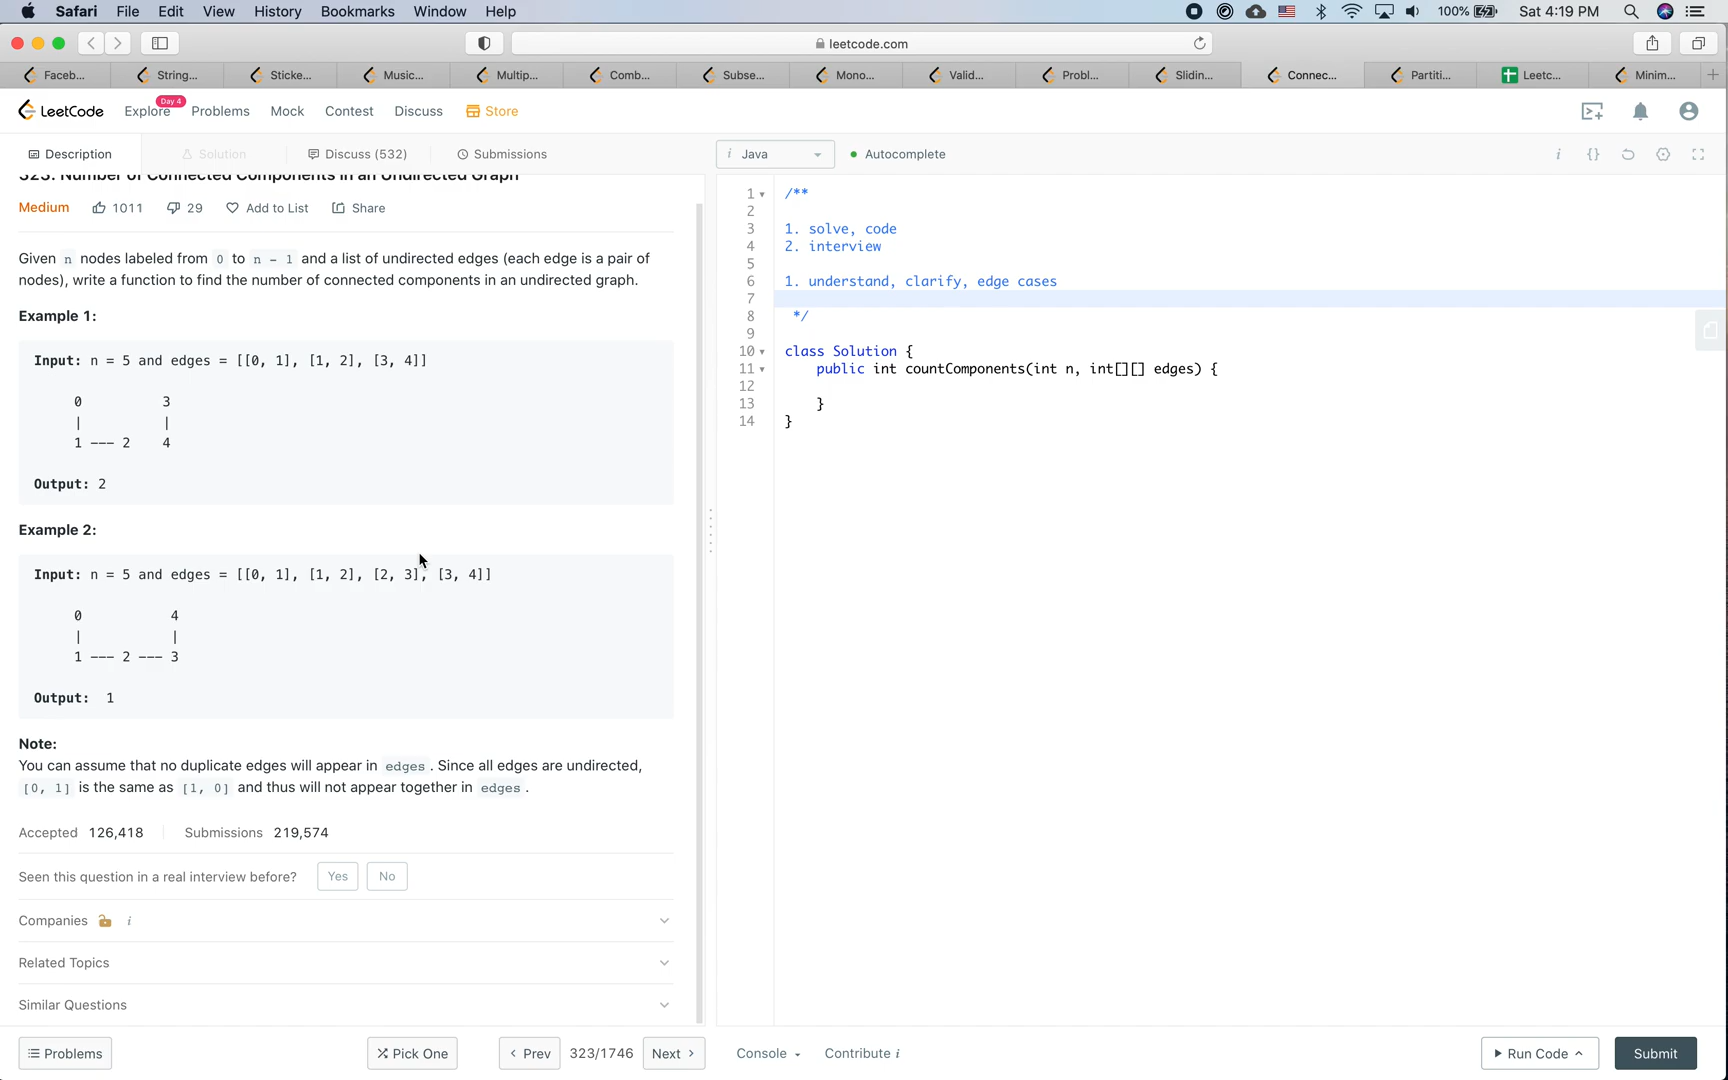 Safari File Edit View History Bookmarks Window Help 100% Sat 4:19 PM
leetcode.com
Faceb... String... Sticke... Music... Multip... Comb... Subse... Mono... Valid... Probl... Slidin... Connec... Partiti... Leetc... Minim...
LeetCode Explore Day 4 Problems Mock Contest Discuss Store
Description Solution Discuss (532) Submissions
i Java Autocomplete i {}
323. Number of Connected Components in an Undirected Graph
Medium 1011 29 Add to List Share
Given n nodes labeled from 0 to n - 1 and a list of undirected edges (each edge is a pair of
nodes), write a function to find the number of connected components in an undirected graph.
Example 1:
Input: n = 5 and edges = [[0, 1], [1, 2], [3, 4]]
0 3
| |
1 --- 2 4
Output: 2
Example 2:
Input: n = 5 and edges = [[0, 1], [1, 2], [2, 3], [3, 4]]
0 4
| |
1 --- 2 --- 3
Output: 1
Note:
You can assume that no duplicate edges will appear in edges. Since all edges are undirected,
[0, 1] is the same as [1, 0] and thus will not appear together in edges.
Accepted 126,418 Submissions 219,574
Seen this question in a real interview before? Yes No
Companies i
Related Topics
Similar Questions
1 /**
2
3 1. solve, code
4 2. interview
5
6 1. understand, clarify, edge cases
7
8 */
9
10 class Solution {
11 public int countComponents(int n, int[][] edges) {
12
13 }
14 }
Problems Pick One < Prev 323/1746 Next > Console Contribute i Run Code Submit